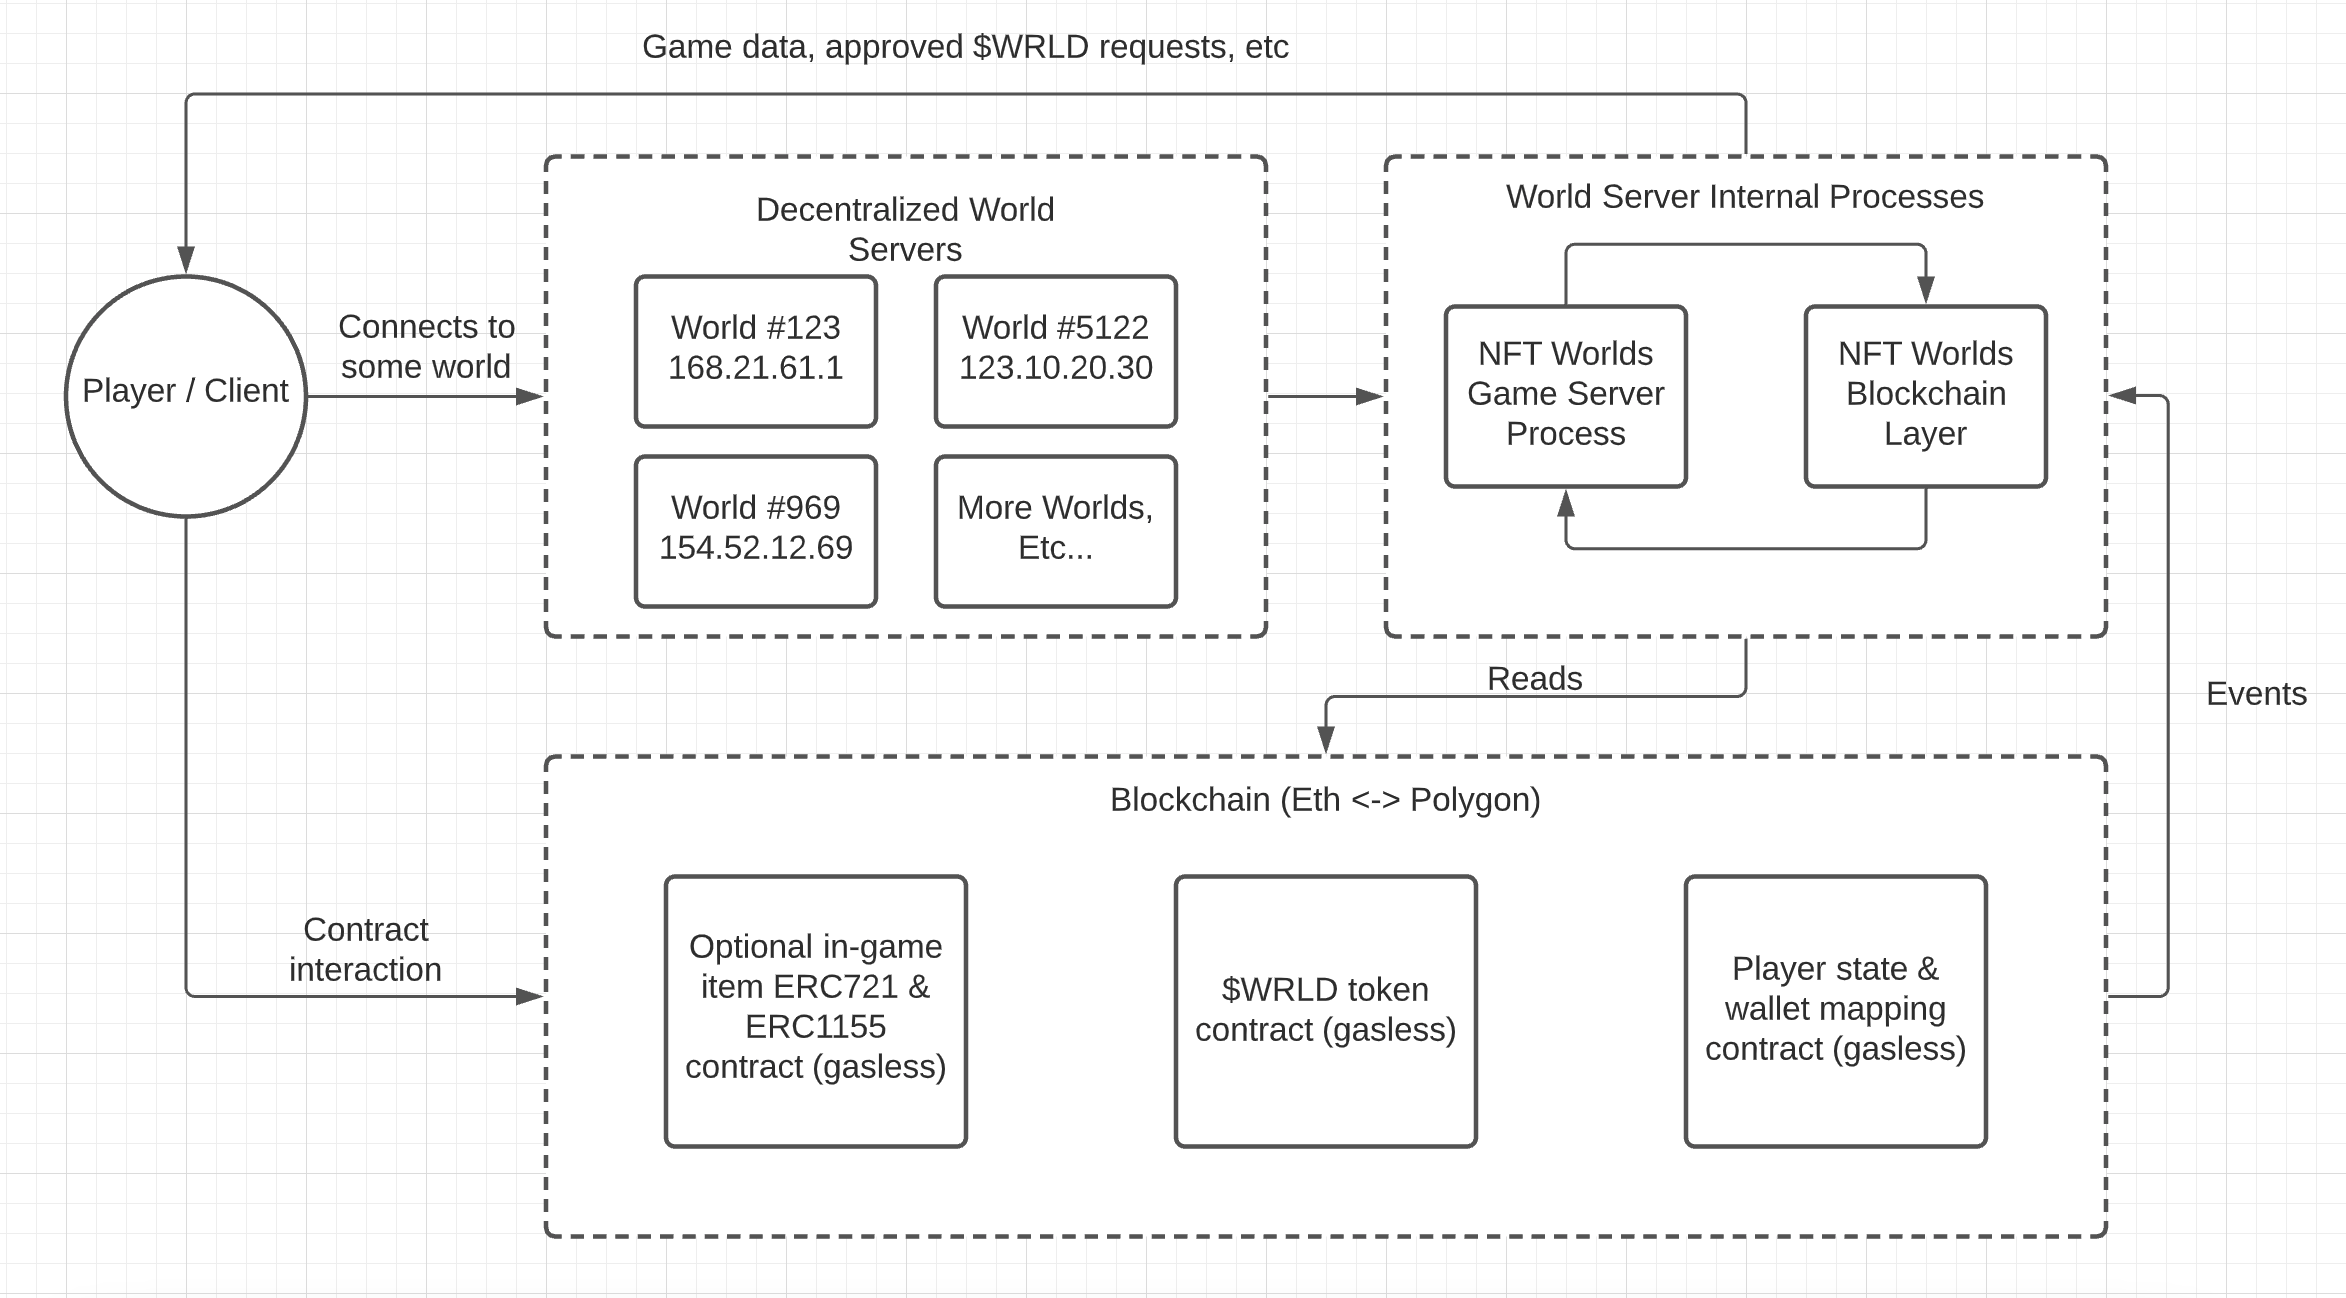 Game data, approved $WRLD requests, etc
Decentralized World
Servers
World Server Internal Processes
Player / Client
Connects to
some world
World #123
168.21.61.1
World #5122
123.10.20.30
World #969
154.52.12.69
More Worlds,
Etc...
NFT Worlds
Game Server
Process
NFT Worlds
Blockchain
Layer
Reads
Events
Blockchain (Eth <-> Polygon)
Contract
interaction
Optional in-game
item ERC721 &
ERC1155
contract (gasless)
$WRLD token
contract (gasless)
Player state &
wallet mapping
contract (gasless)